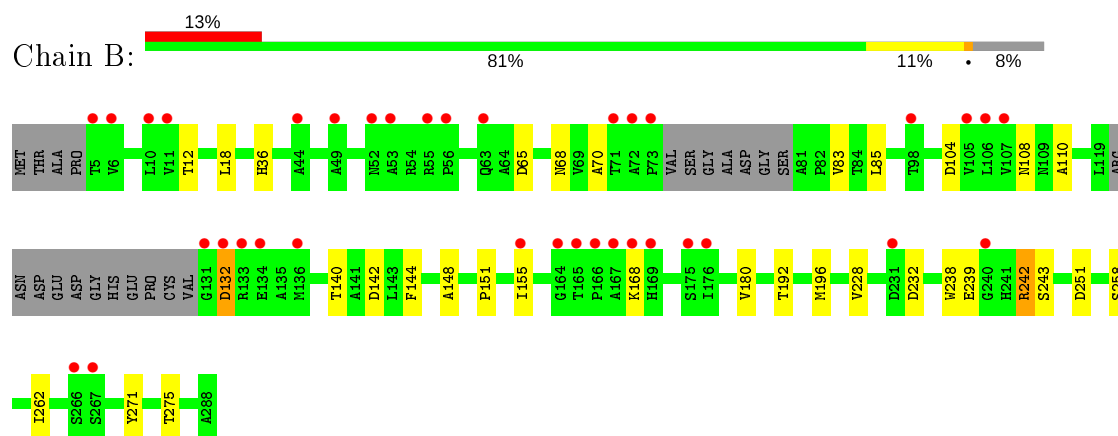 13%
Chain B:
81% 11% • 8%
MET THR ALA PRO T5 V6 L10 V11 T12 L18 H36 A44 A49 N52 A53 R54 R55 P56 Q63 A64 D65 N68 V69 A70 T71 A72 P73 VAL SER GLY ALA ASP GLY SER A81 P82 V83 T84 L85 T98 D104 V105 L106 V107 N108 N109 A110 L119 ARG
ASN ASP GLU ASP GLY HIS GLU PRO CYS VAL G131 D132 R133 E134 A135 M136 T140 A141 D142 L143 F144 A148 P151 I155 G164 T165 P166 A167 K168 H169 S175 I176 V180 T192 M196 V228 D231 D232 W238 E239 G240 H241 R242 S243 D251 S258
I262 S266 S267 Y271 T275 A288